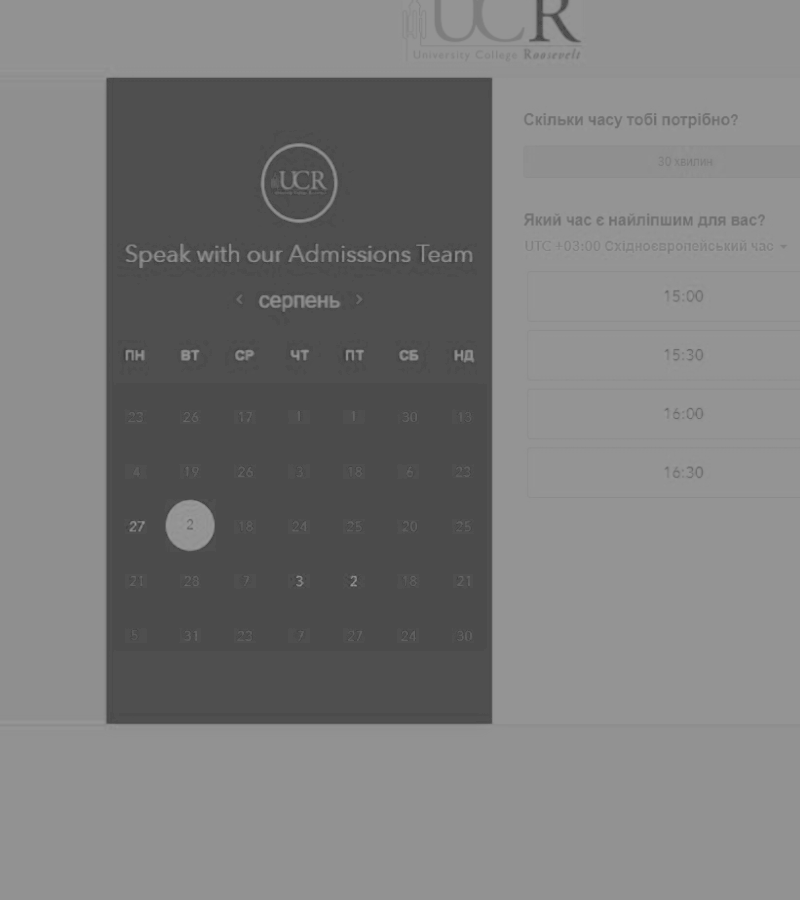 UCR
University College Roosevelt
UCR
Speak with our Admissions Team
‹ серпень ›
ПН ВТ СР ЧТ ПТ СБ НД
23 26 17 1 1 30 13
4 19 26 3 18 6 23
27 2 18 24 25 20 25
21 28 7 3 2 18 21
5 31 22 7 27 24 30
Скільки часу тобі потрібно?
30 хвилин
Який час є найліпшим для вас?
UTC +03:00 Східноєвропейський час
15:00
15:30
16:00
16:30